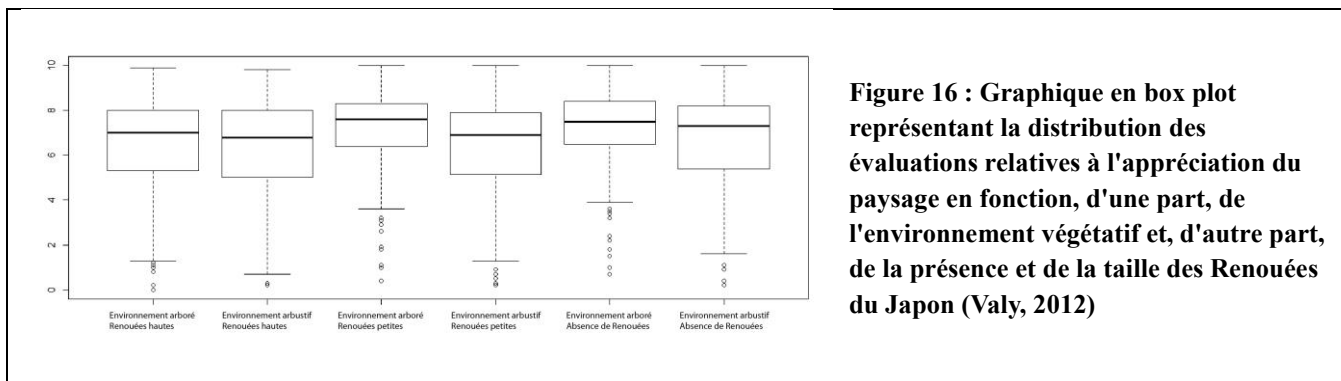 10
8
6
4
2
0
Environnement arboré
Renouées hautes
Environnement arbustif
Renouées hautes
Environnement arboré
Renouées petites
Environnement arbustif
Renouées petites
Environnement arboré
Absence de Renouées
Environnement arbustif
Absence de Renouées
Figure 16 : Graphique en box plot
représentant la distribution des
évaluations relatives à l'appréciation du
paysage en fonction, d'une part, de
l'environnement végétatif et, d'autre part,
de la présence et de la taille des Renouées
du Japon (Valy, 2012)